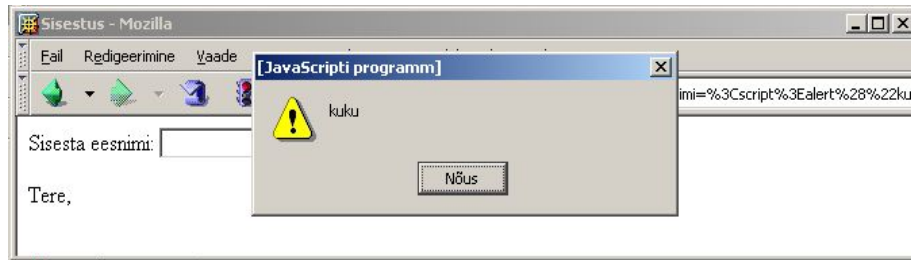 Sisestus - Mozilla
Fail Redigeerimine Vaade
[JavaScripti programm]
imi=%3Cscript%3Ealert%28%22ku
kuku
Sisesta eesnimi:
Nõus
Tere,